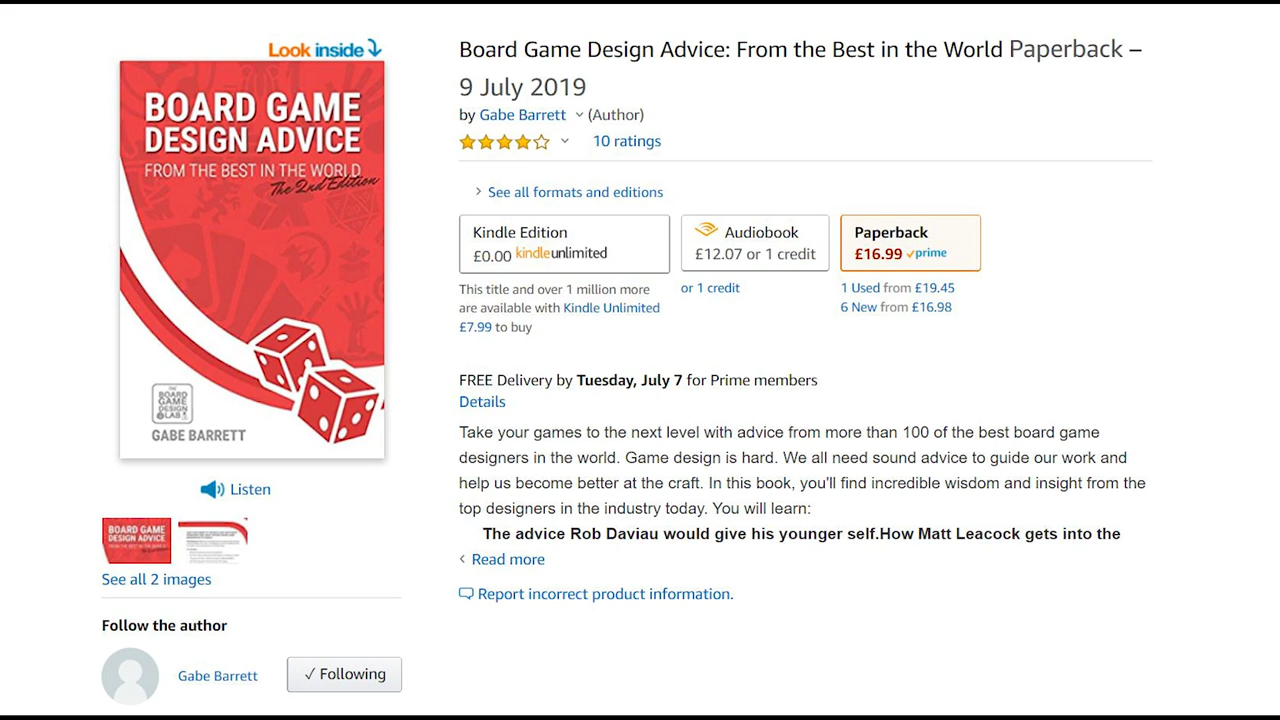 Look inside
BOARD GAME
DESIGN ADVICE
FROM THE BEST IN THE WORLD
The 2nd Edition
THE
BOARD
GAME
DESIGN
LAB
GABE BARRETT
Listen
BOARD GAME
DESIGN ADVICE
See all 2 images
Follow the author
Gabe Barrett
✓ Following
Board Game Design Advice: From the Best in the World Paperback –
9 July 2019
by Gabe Barrett (Author)
10 ratings
See all formats and editions
Kindle Edition
£0.00 kindleunlimited
This title and over 1 million more
are available with Kindle Unlimited
£7.99 to buy
Audiobook
£12.07 or 1 credit
or 1 credit
Paperback
£16.99 prime
1 Used from £19.45
6 New from £16.98
FREE Delivery by Tuesday, July 7 for Prime members
Details
Take your games to the next level with advice from more than 100 of the best board game
designers in the world. Game design is hard. We all need sound advice to guide our work and
help us become better at the craft. In this book, you'll find incredible wisdom and insight from the
top designers in the industry today. You will learn:
The advice Rob Daviau would give his younger self.How Matt Leacock gets into the
Read more
Report incorrect product information.